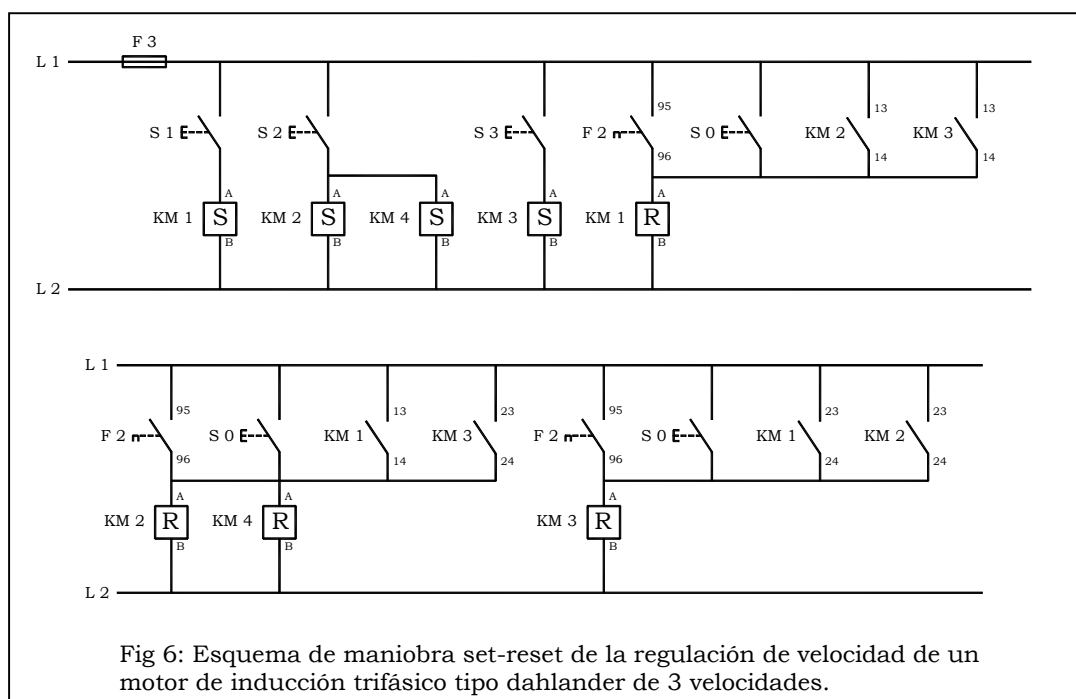 F 3
L 1
95 13 13
S 1 S 2 S 3 F 2 S 0 KM 2 KM 3
96 14 14
A A A A A
KM 1 S KM 2 S KM 4 S KM 3 S KM 1 R
B B B B B
L 2
L 1
95 13 23 95 23 23
F 2 S 0 KM 1 KM 3 F 2 S 0 KM 1 KM 2
96 14 24 96 24 24
A A A
KM 2 R KM 4 R KM 3 R
B B B
L 2
Fig 6: Esquema de maniobra set-reset de la regulación de velocidad de un
motor de inducción trifásico tipo dahlander de 3 velocidades.